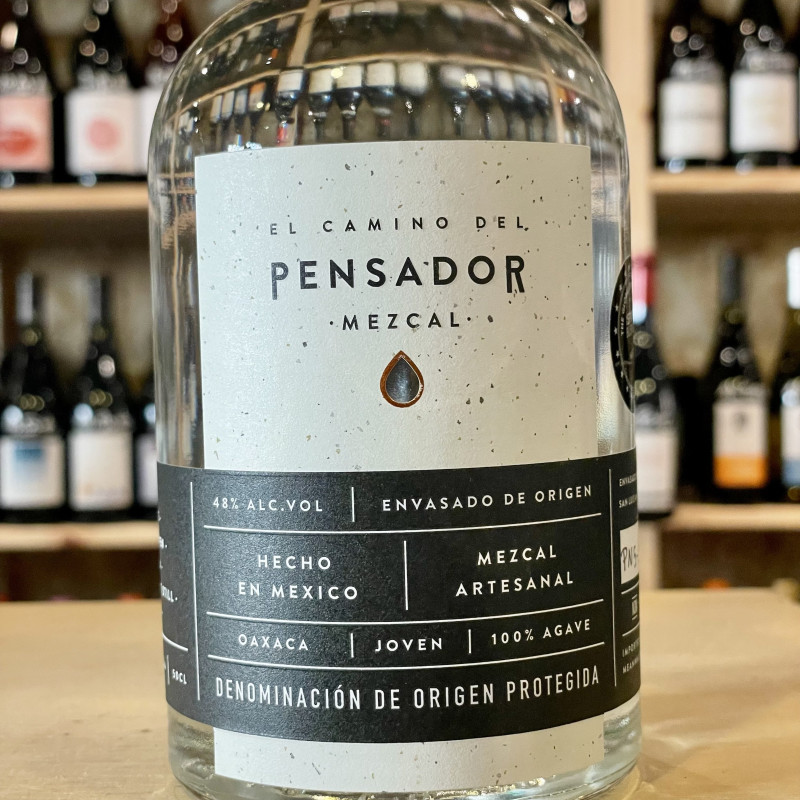 EL CAMINO DEL
PENSADOR
·MEZCAL·
48% ALC.VOL
ENVASADO DE ORIGEN
HECHO
EN MEXICO
MEZCAL
ARTESANAL
OAXACA
JOVEN
100% AGAVE
DENOMINACIÓN DE ORIGEN PROTEGIDA
50CL